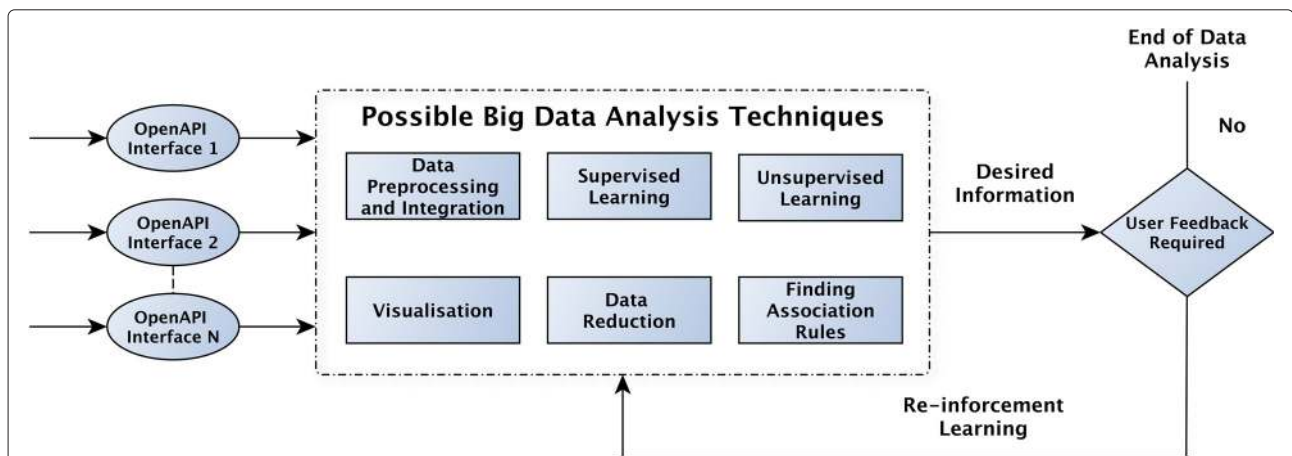 End of Data
Analysis
No
Possible Big Data Analysis Techniques
OpenAPI
Interface 1
OpenAPI
Interface 2
OpenAPI
Interface N
Data
Preprocessing
and Integration
Supervised
Learning
Unsupervised
Learning
Visualisation
Data
Reduction
Finding
Association
Rules
Desired
Information
User Feedback
Required
Re-inforcement
Learning